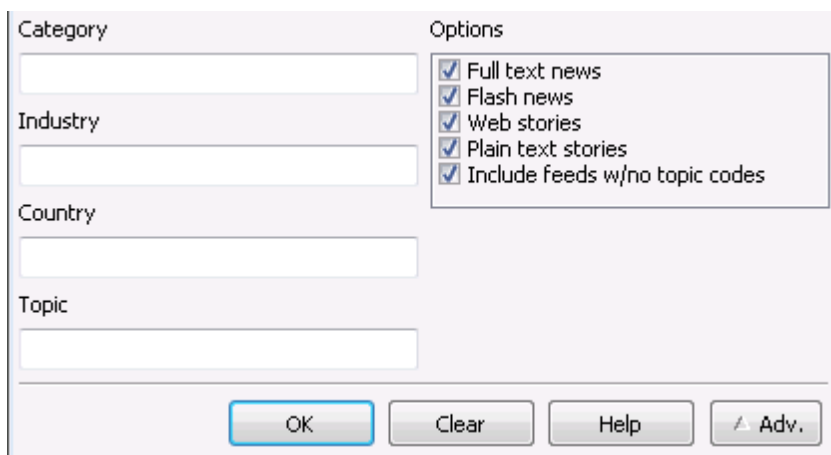 Category
Options
Full text news
Flash news
Industry
Web stories
Plain text stories
Include feeds w/no topic codes
Country
Topic
OK
Clear
Help
Adv.